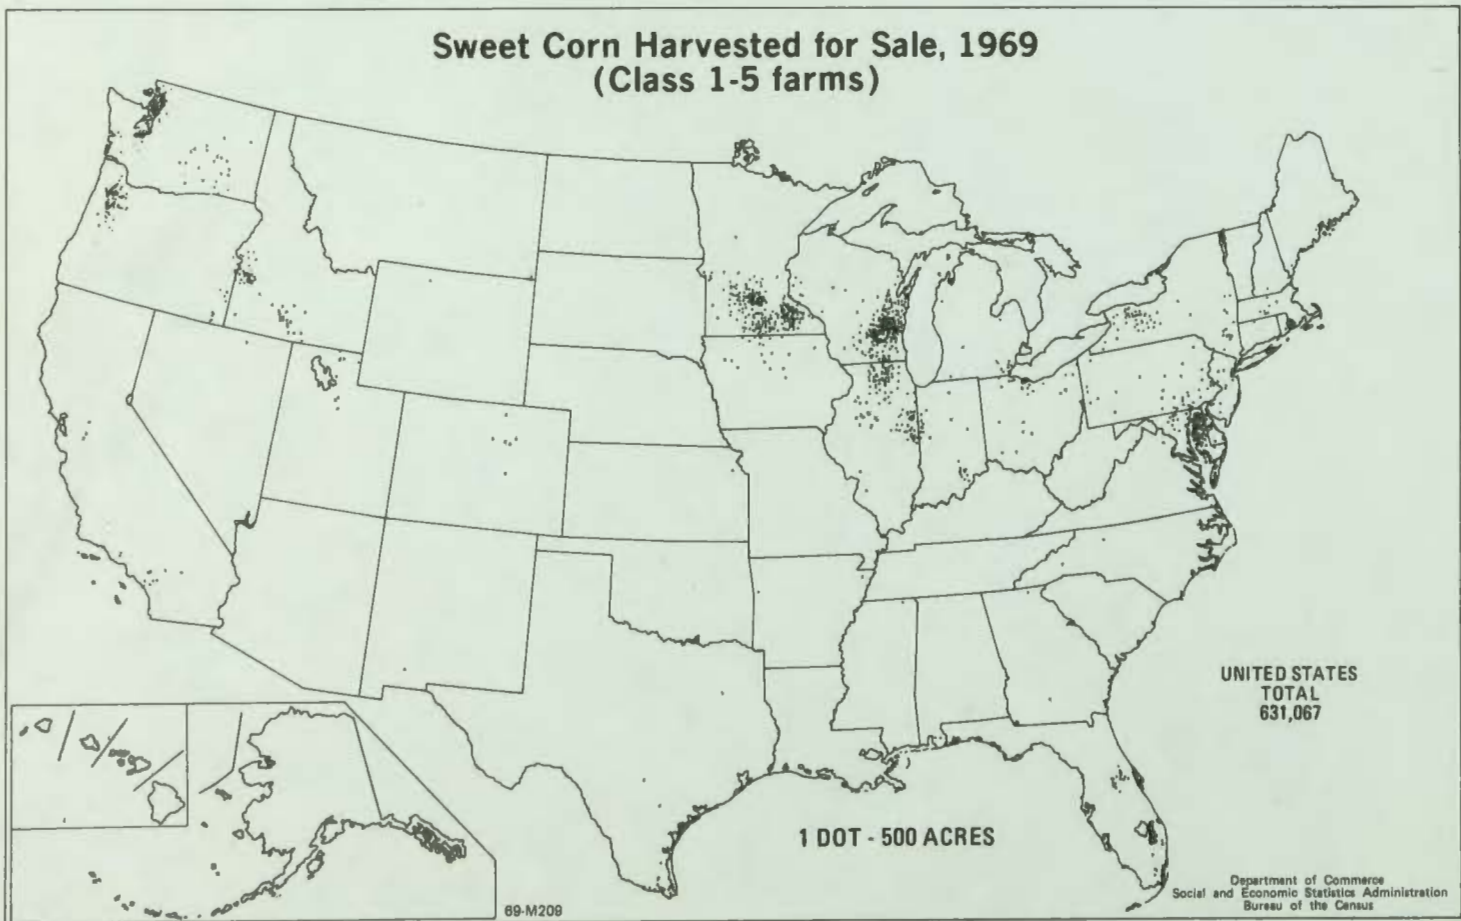 Sweet Corn Harvested for Sale, 1969
(Class 1-5 farms)
UNITED STATES
TOTAL
631,067
1 DOT - 500 ACRES
Department of Commerce
Social and Economic Statistics Administration
Bureau of the Census
69-M209